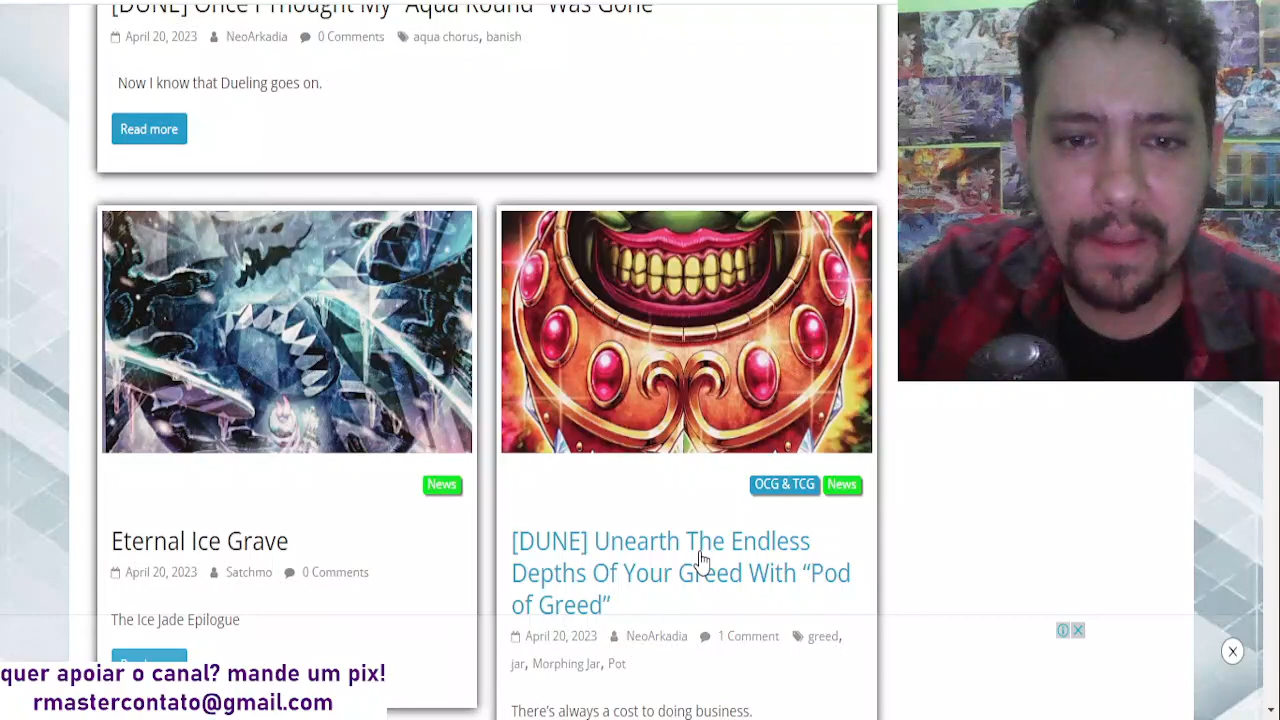 [DUNE] Once I Thought My "Aqua Round" Was Gone
April 20, 2023 NeoArkadia 0 Comments aqua chorus, banish
Now I know that Dueling goes on.
Read more
News
OCG & TCG News
Eternal Ice Grave
April 20, 2023 Satchmo 0 Comments
The Ice Jade Epilogue
[DUNE] Unearth The Endless
Depths Of Your Greed With “Pod
of Greed”
April 20, 2023 NeoArkadia 1 Comment greed,
jar, Morphing Jar, Pot
There's always a cost to doing business.
X
quer apoiar o canal? mande um pix!
rmastercontato@gmail.com